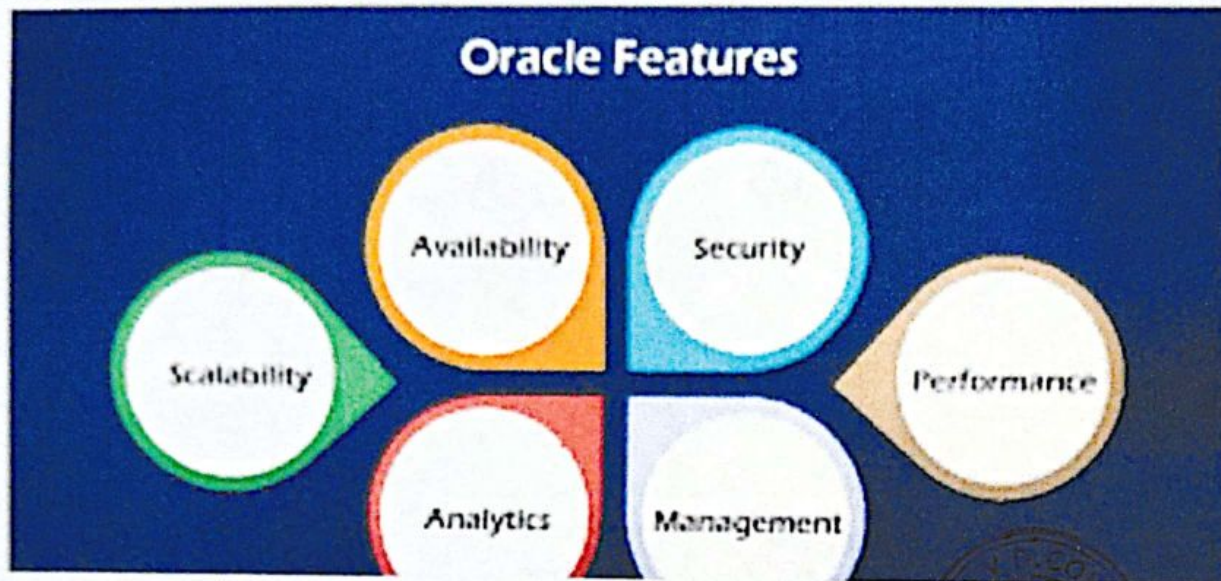 Oracle Features
Availability
Security
Scalability
Performance
Analytics
Management